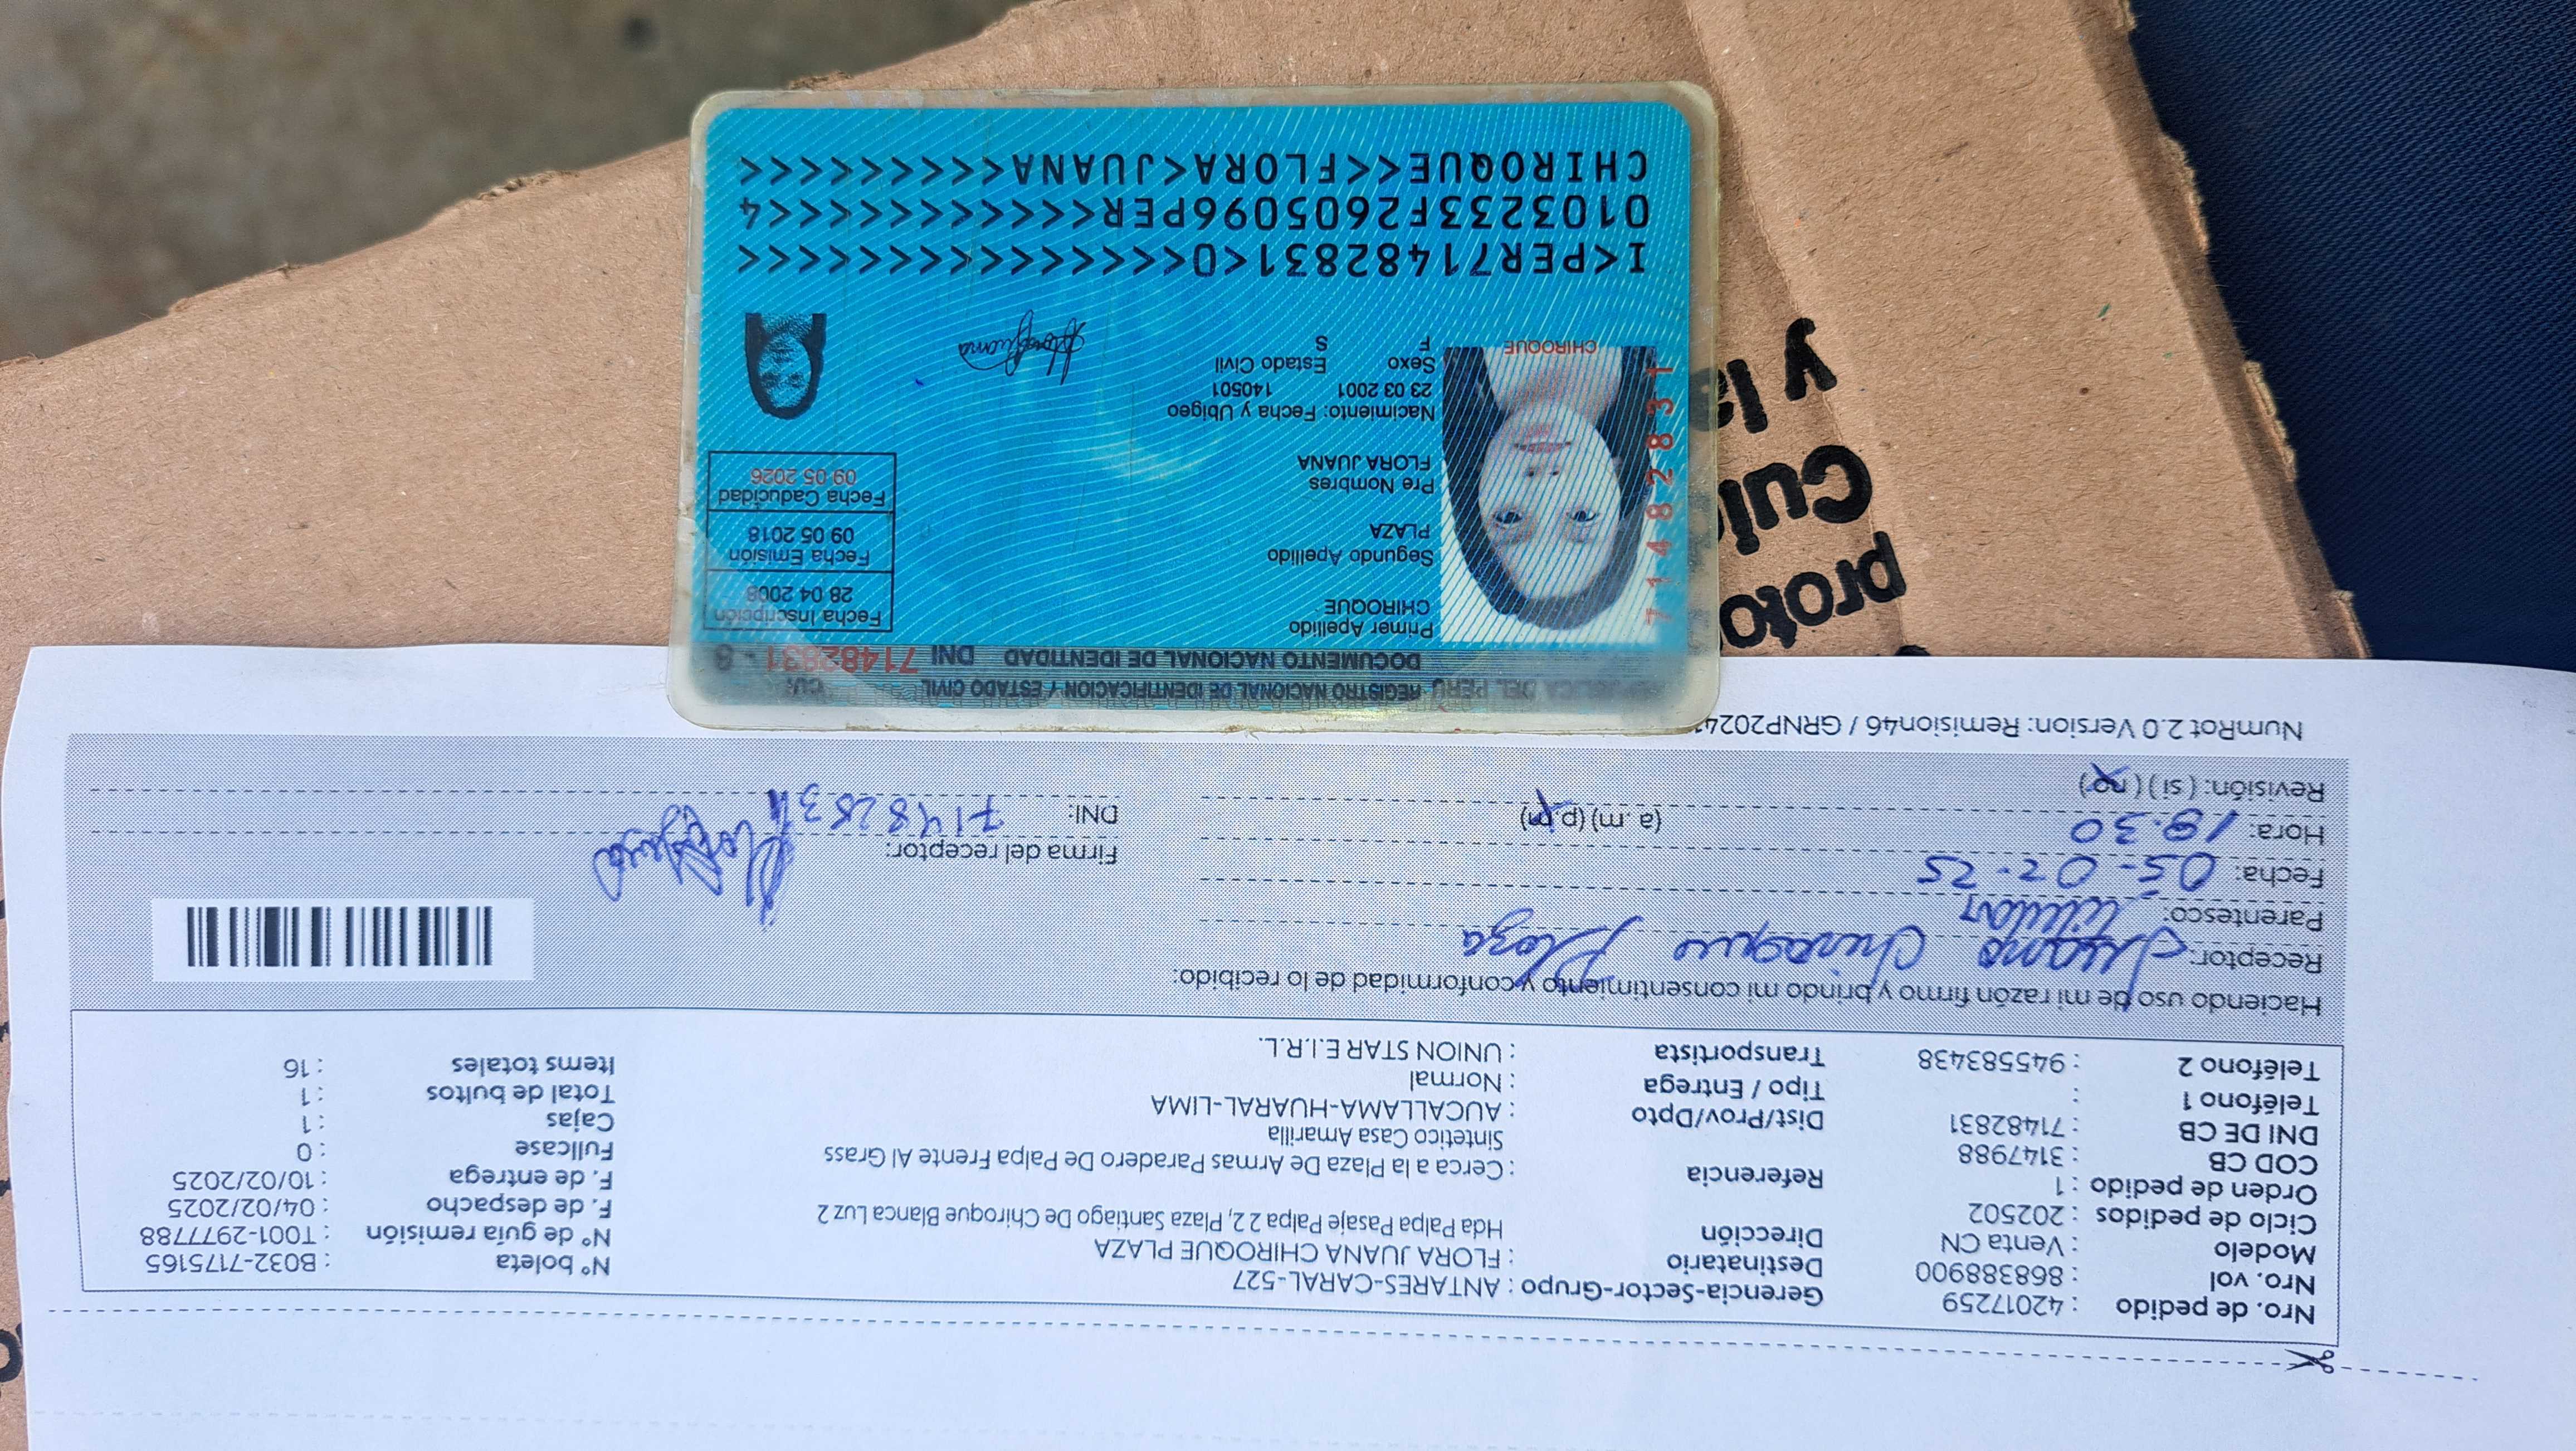 Nro. de pedido : 42017259
Nro. vol : 868388900
Modelo : Venta CN
Ciclo de pedidos : 202502
Orden de pedido : 1
COD CB : 3147988
DNI DE CB : 71482831
Teléfono 1 :
Teléfono 2 : 945583438
Gerencia-Sector-Grupo : ANTARES-CARAL-527
Destinatario : FLORA JUANA CHIROQUE PLAZA
Dirección Hda Palpa Pasaje Palpa 22, Plaza Santiago De Chiroque Blanca Luz 2
Referencia : Cerca a la Plaza De Armas Paradero De Palpa Frente Al Grass
Sintetico Casa Amarilla
Dist/Prov/Dpto : AUCALLAMA-HUARAL-LIMA
Tipo / Entrega : Normal
Transportista : UNION STAR E.I.R.L.
N° boleta : B032-7175165
N° de guía remisión : T001-2977788
F. de despacho : 04/02/2025
F. de entrega : 10/02/2025
Fullcase : 0
Cajas : 1
Total de bultos : 1
Items totales : 16
Haciendo uso de mi razón firmo y brindo mi consentimiento y conformidad de lo recibido:
Receptor: Juana Chiroque Plaza
Parentesco: titular
Fecha: 05-02-25
Hora: 18.30 (a. m) (p.m)
Revisión: (si) (no)
Firma del receptor:
DNI: 71482831
NumRot 2.0 Version: Remision46 / GRNP2024
REGISTRO NACIONAL DE IDENTIFICACION Y ESTADO CIVIL
DOCUMENTO NACIONAL DE IDENTIDAD DNI 71482831 - 8
Primer Apellido
CHIROQUE
Segundo Apellido
PLAZA
Pre Nombres
FLORA JUANA
Nacimiento: Fecha y Ubigeo
23 03 2001 140501
Sexo Estado Civil
F S
Fecha Inscripción
28 04 2008
Fecha Emisión
09 05 2018
Fecha Caducidad
09 05 2026
71482831
CHIROQUE
I<PER71482831<0<<<<<<<<<<<<<<<
0103233F2605096PER<<<<<<<<<<<4
CHIROQUE<<FLORA<JUANA<<<<<<<<<